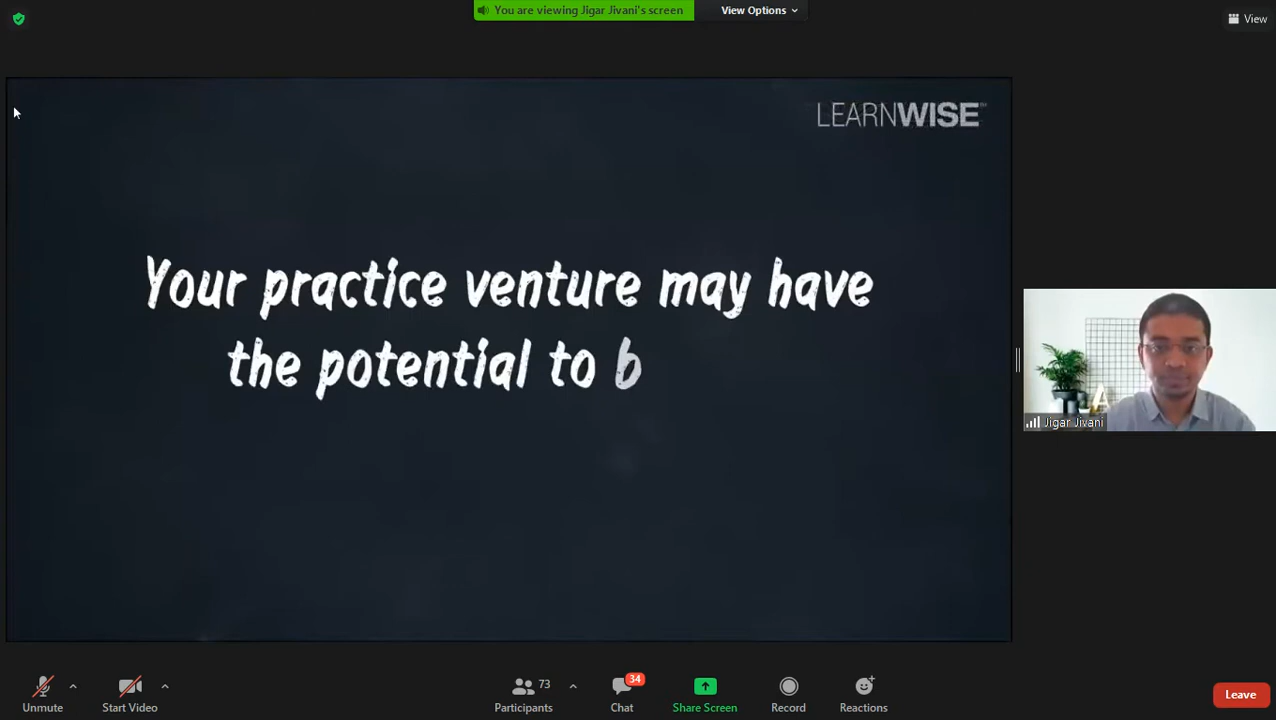 You are viewing Jigar Jivani's screen
View Options
View
LEARNWISE™
Your practice venture may have
the potential to b
Jigar Jivani
Unmute
Start Video
73
Participants
34
Chat
Share Screen
Record
Reactions
Leave